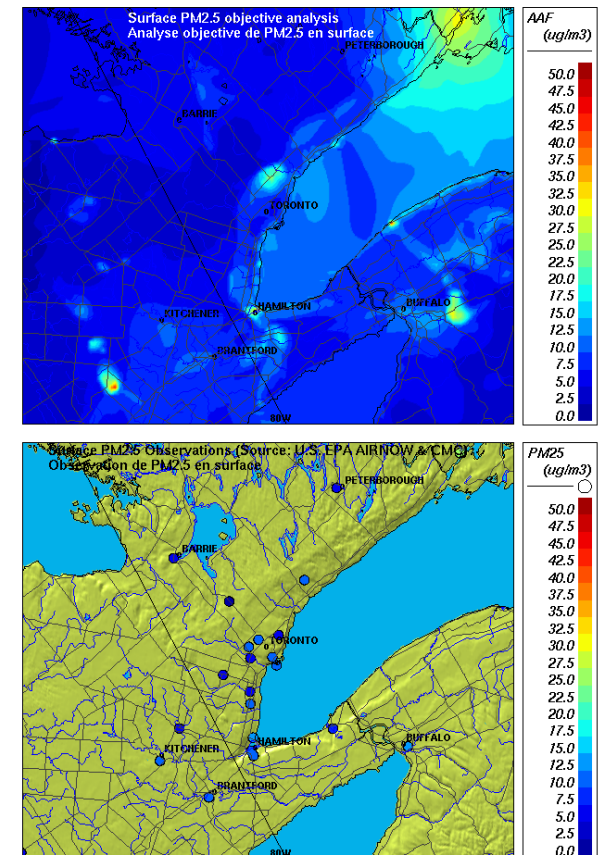 Surface PM2.5 objective analysis
Analyse objective de PM2.5 en surface
PETERBOROUGH
BARRIE
TORONTO
HAMILTON
BUFFALO
KITCHENER
BRANTFORD
80W
AAF
(ug/m3)
50.0
47.5
45.0
42.5
40.0
37.5
35.0
32.5
30.0
27.5
25.0
22.5
20.0
17.5
15.0
12.5
10.0
7.5
5.0
2.5
0.0
Surface PM2.5 Observations (Source: U.S. EPA AIRNOW & CMC)
Observation de PM2.5 en surface
PETERBOROUGH
BARRIE
TORONTO
HAMILTON
BUFFALO
KITCHENER
BRANTFORD
80W
PM25
(ug/m3)
50.0
47.5
45.0
42.5
40.0
37.5
35.0
32.5
30.0
27.5
25.0
22.5
20.0
17.5
15.0
12.5
10.0
7.5
5.0
2.5
0.0